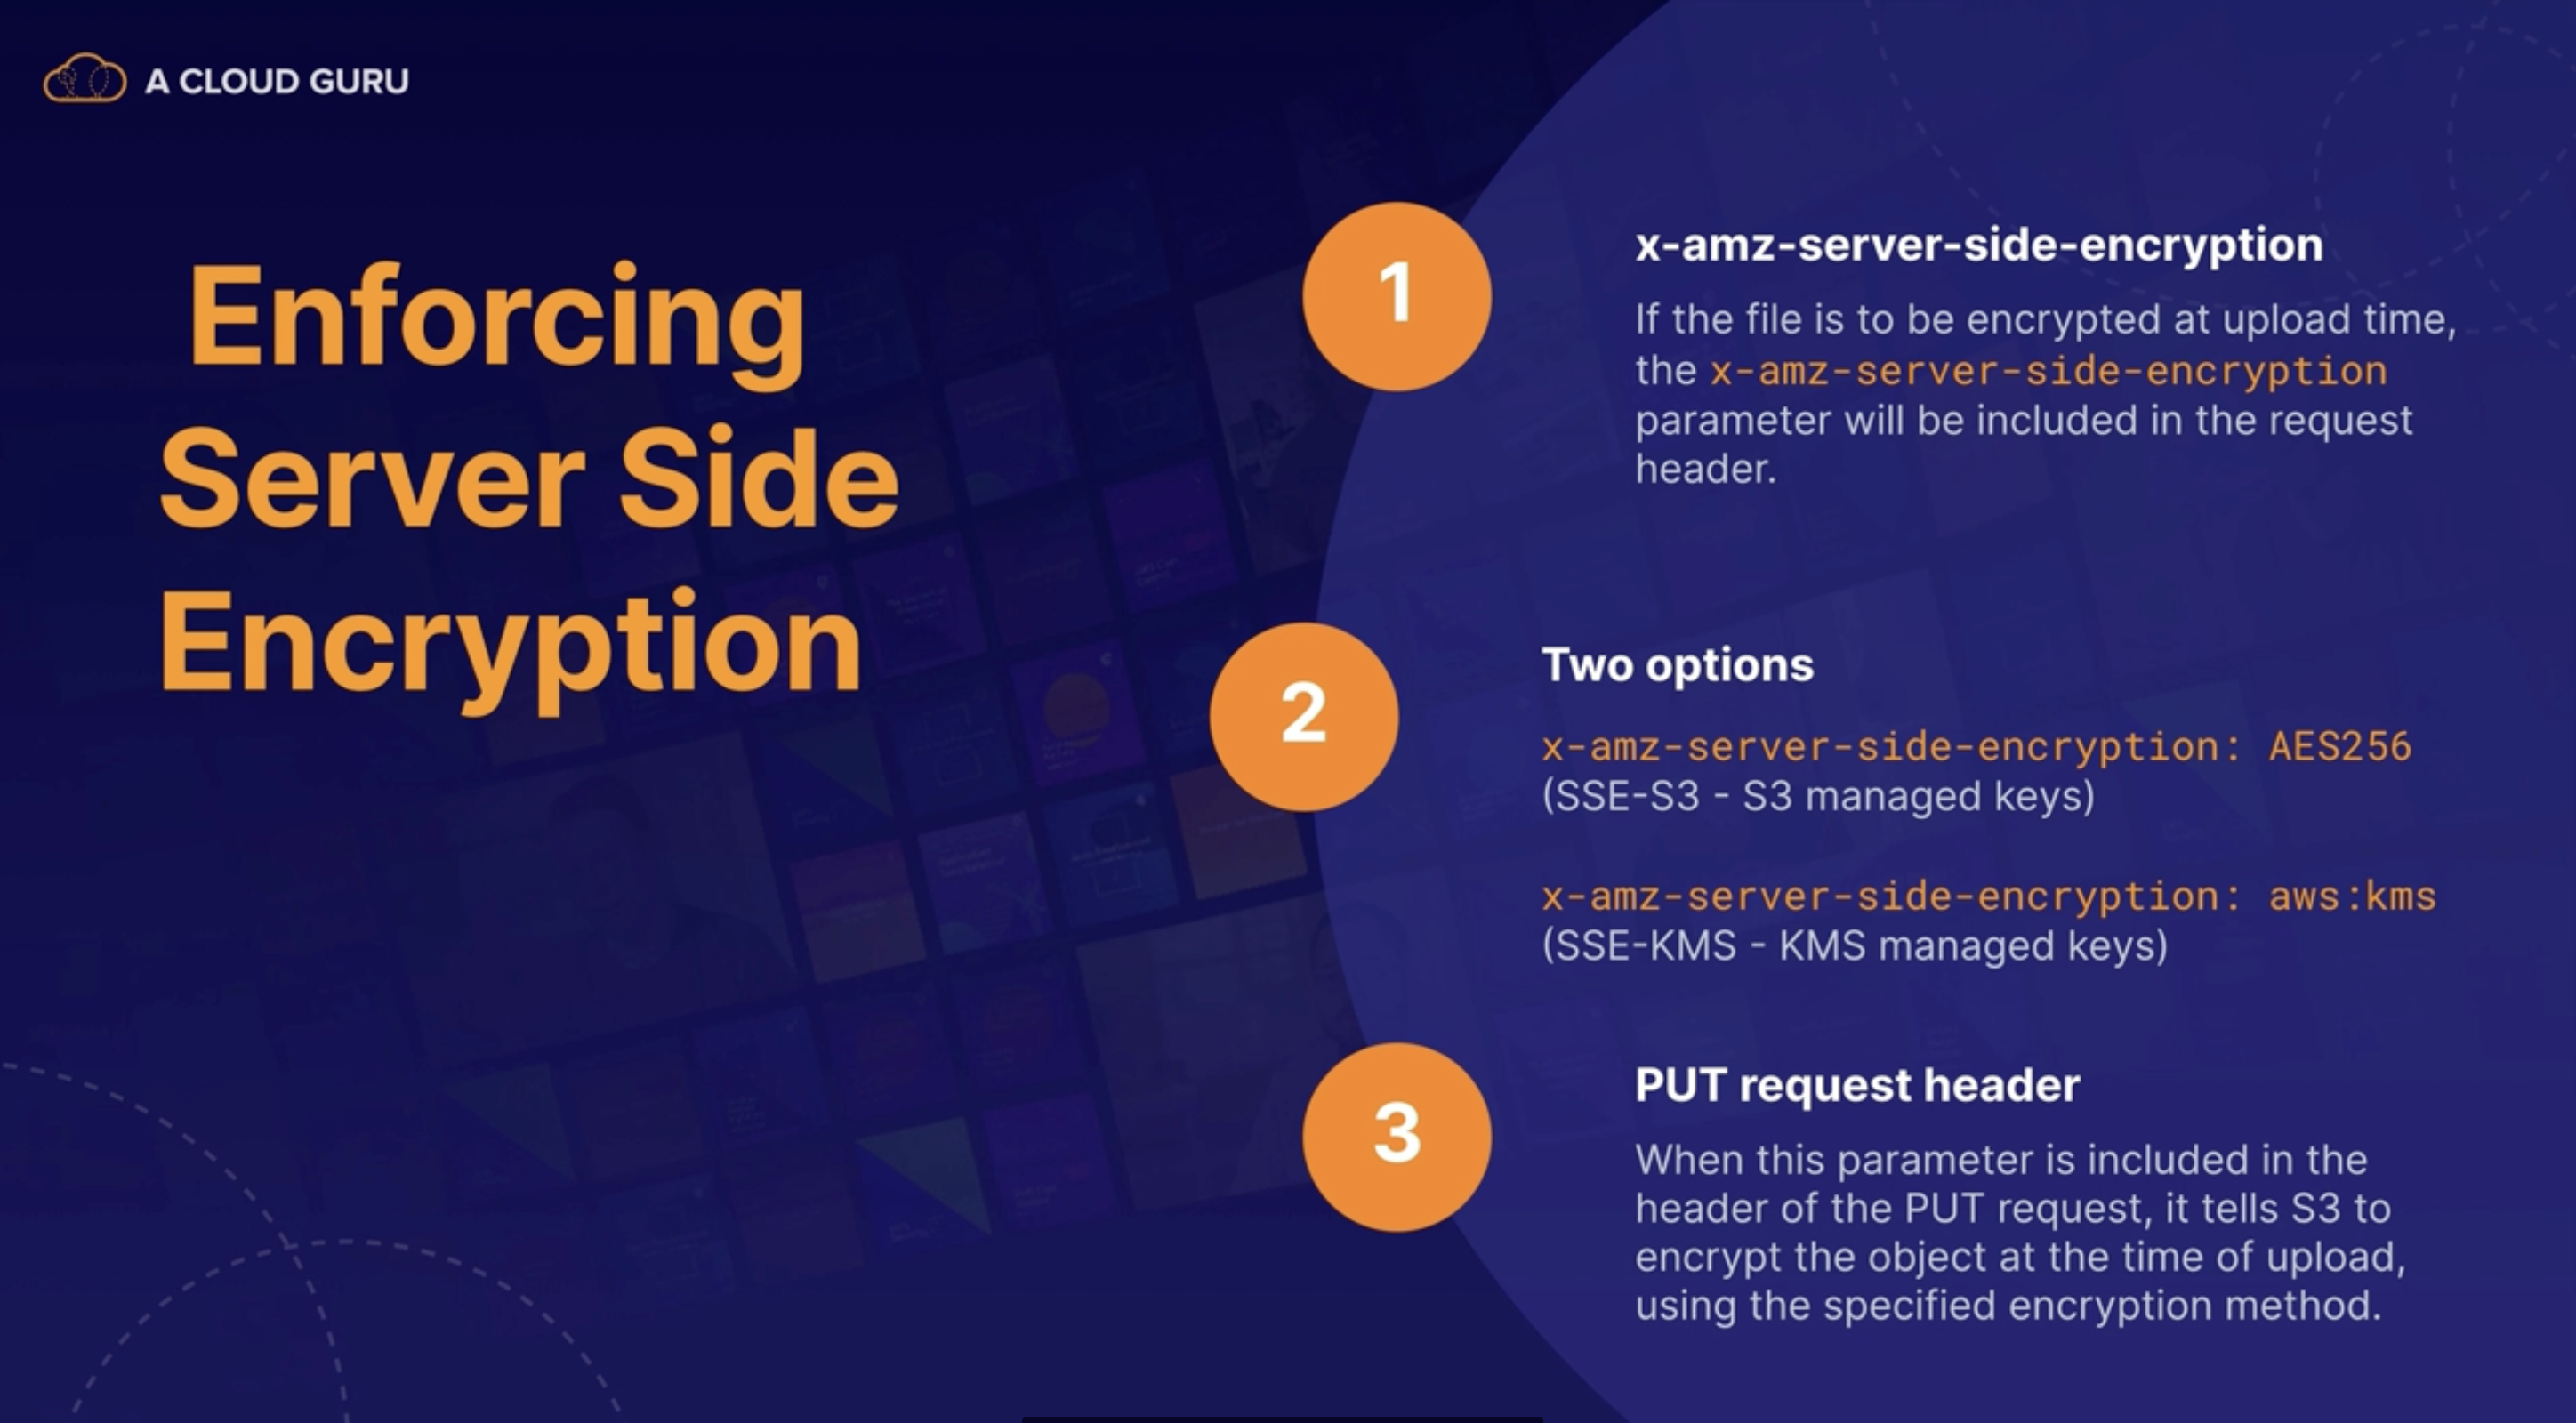 A CLOUD GURU
Enforcing
Server Side
Encryption
1
x-amz-server-side-encryption
If the file is to be encrypted at upload time,
the x-amz-server-side-encryption
parameter will be included in the request
header.
2
Two options
x-amz-server-side-encryption: AES256
(SSE-S3 - S3 managed keys)
x-amz-server-side-encryption: aws:kms
(SSE-KMS - KMS managed keys)
3
PUT request header
When this parameter is included in the
header of the PUT request, it tells S3 to
encrypt the object at the time of upload,
using the specified encryption method.